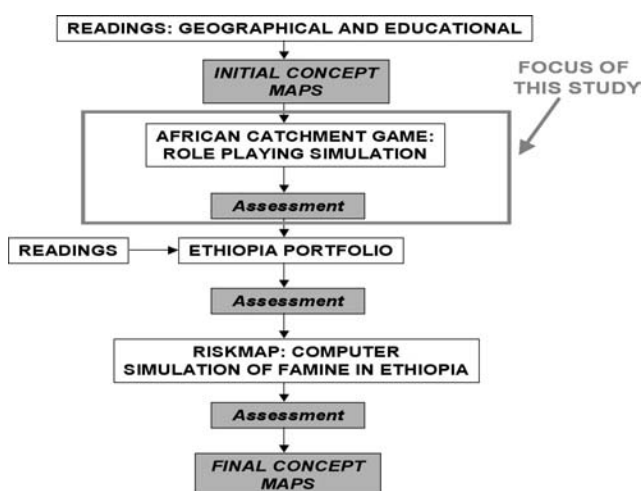 READINGS: GEOGRAPHICAL AND EDUCATIONAL
INITIAL CONCEPT
MAPS
FOCUS OF
THIS STUDY
AFRICAN CATCHMENT GAME:
ROLE PLAYING SIMULATION
Assessment
READINGS
ETHIOPIA PORTFOLIO
Assessment
RISKMAP: COMPUTER
SIMULATION OF FAMINE IN ETHIOPIA
Assessment
FINAL CONCEPT
MAPS